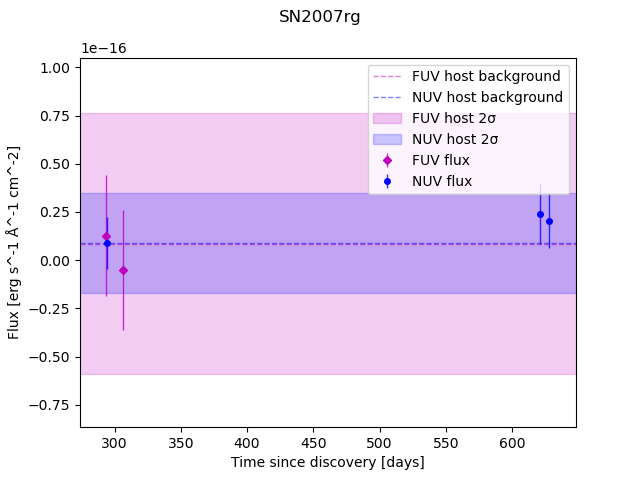 SN2007rg
1e−16
1.00
0.75
0.50
0.25
0.00
−0.25
−0.50
−0.75
Flux [erg s^-1 Å^-1 cm^-2]
FUV host background
NUV host background
FUV host 2σ
NUV host 2σ
FUV flux
NUV flux
300 350 400 450 500 550 600
Time since discovery [days]